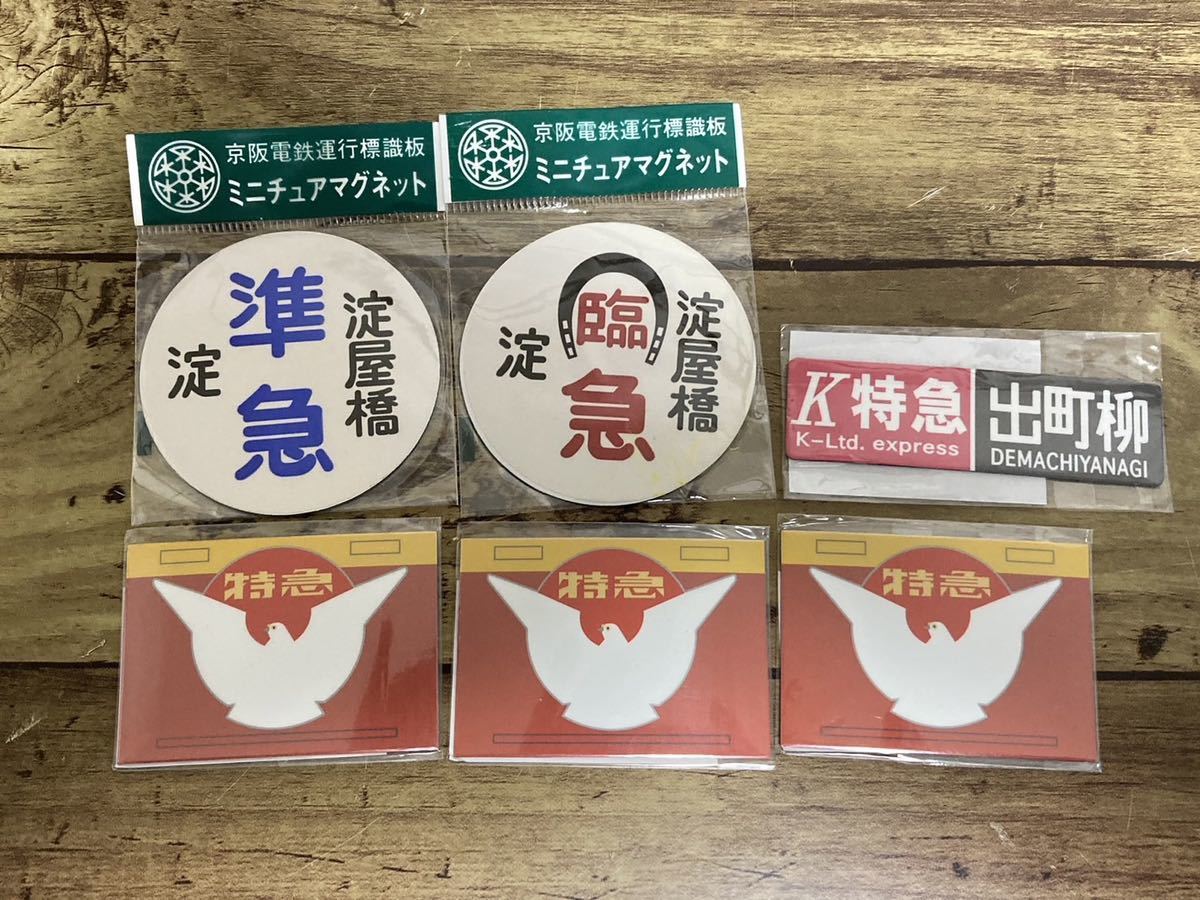 京阪電鉄運行標識板
ミニチュアマグネット
淀屋橋
準急
淀
京阪電鉄運行標識板
ミニチュアマグネット
淀屋橋
臨急
淀
K特急
K-Ltd. express
出町柳
DEMACHIYANAGI
特急
特急
特急